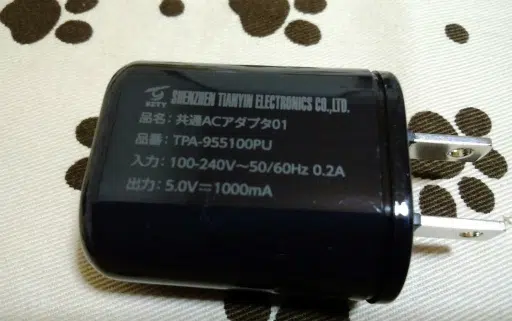 SHENZHEN TIANYIN ELECTRONICS CO.,LTD.
SZTY
品名: 共通ACアダプタ01
品番: TPA-955100PU
入力: 100-240V～50/60Hz 0.2A
出力: 5.0V⎓1000mA